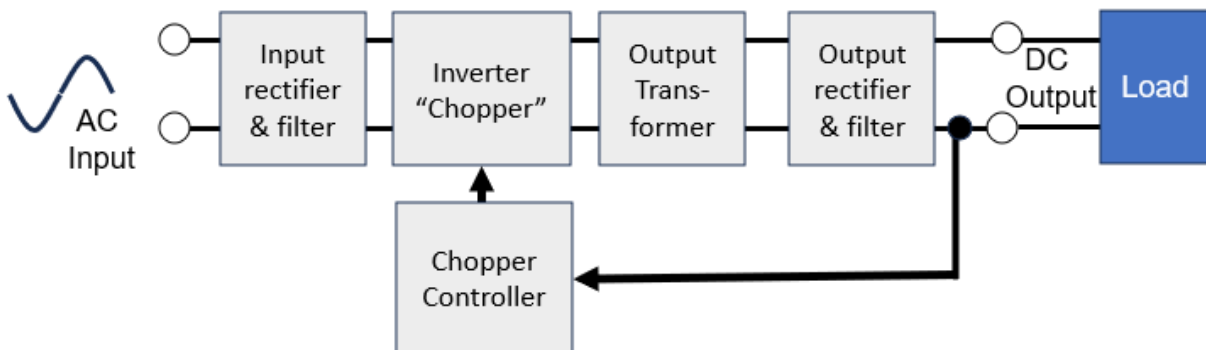 AC
Input
Input
rectifier
& filter
Inverter
“Chopper”
Output
Trans-
former
Output
rectifier
& filter
DC
Output
Load
Chopper
Controller